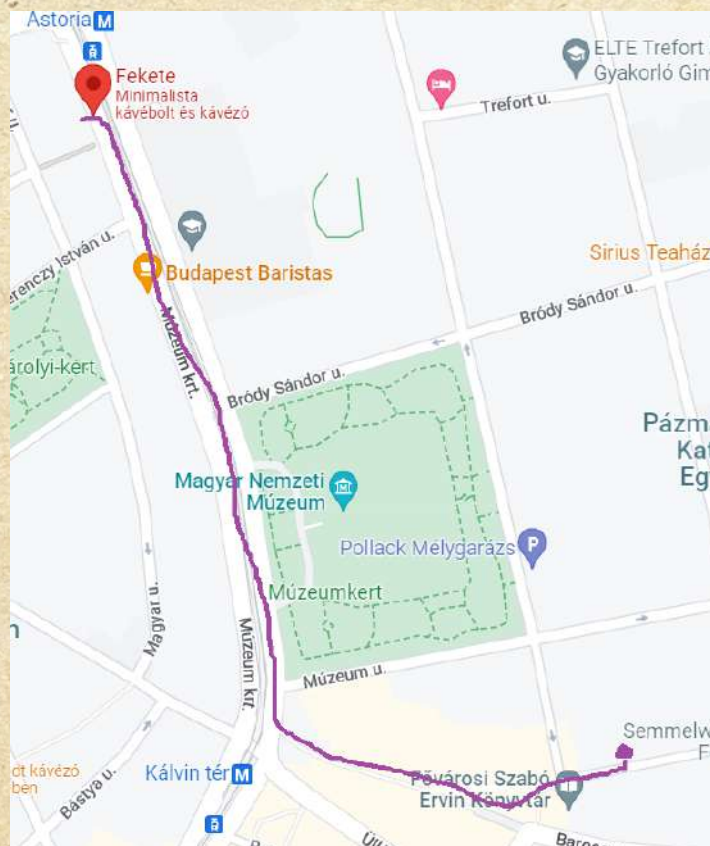 Astoria M
Fekete
Minimalista
kávébolt és kávézó
ELTE Trefort
Gyakorló Gim
Trefort u.
erenczy István u.
Budapest Baristas
Sirius Teaház
Bródy Sándor u.
árolyi-kert
Múzeum krt.
Bródy Sándor u.
Pázm
Kat
Eg
Magyar Nemzeti
Múzeum
Pollack Mélygarázs P
Múzeumkert
Magyar u.
Múzeum krt.
Múzeum u.
Semmelw
F
dt kávézó
ben
Bástya u.
Kálvin tér M
Fővárosi Szabó
Ervin Könyvtár